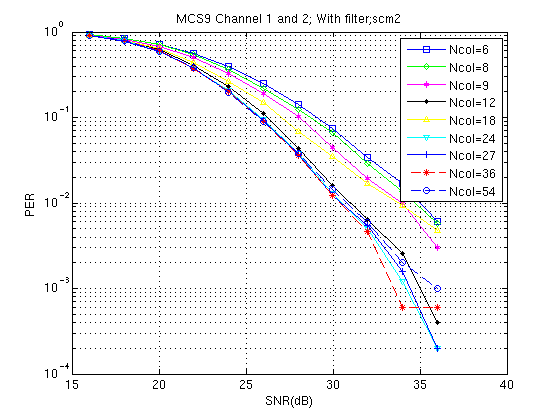 MCS9 Channel 1 and 2; With filter;scm2
10^0
10^-1
10^-2
10^-3
10^-4
PER
15
20
25
30
35
40
SNR(dB)
Ncol=6
Ncol=8
Ncol=9
Ncol=12
Ncol=18
Ncol=24
Ncol=27
Ncol=36
Ncol=54